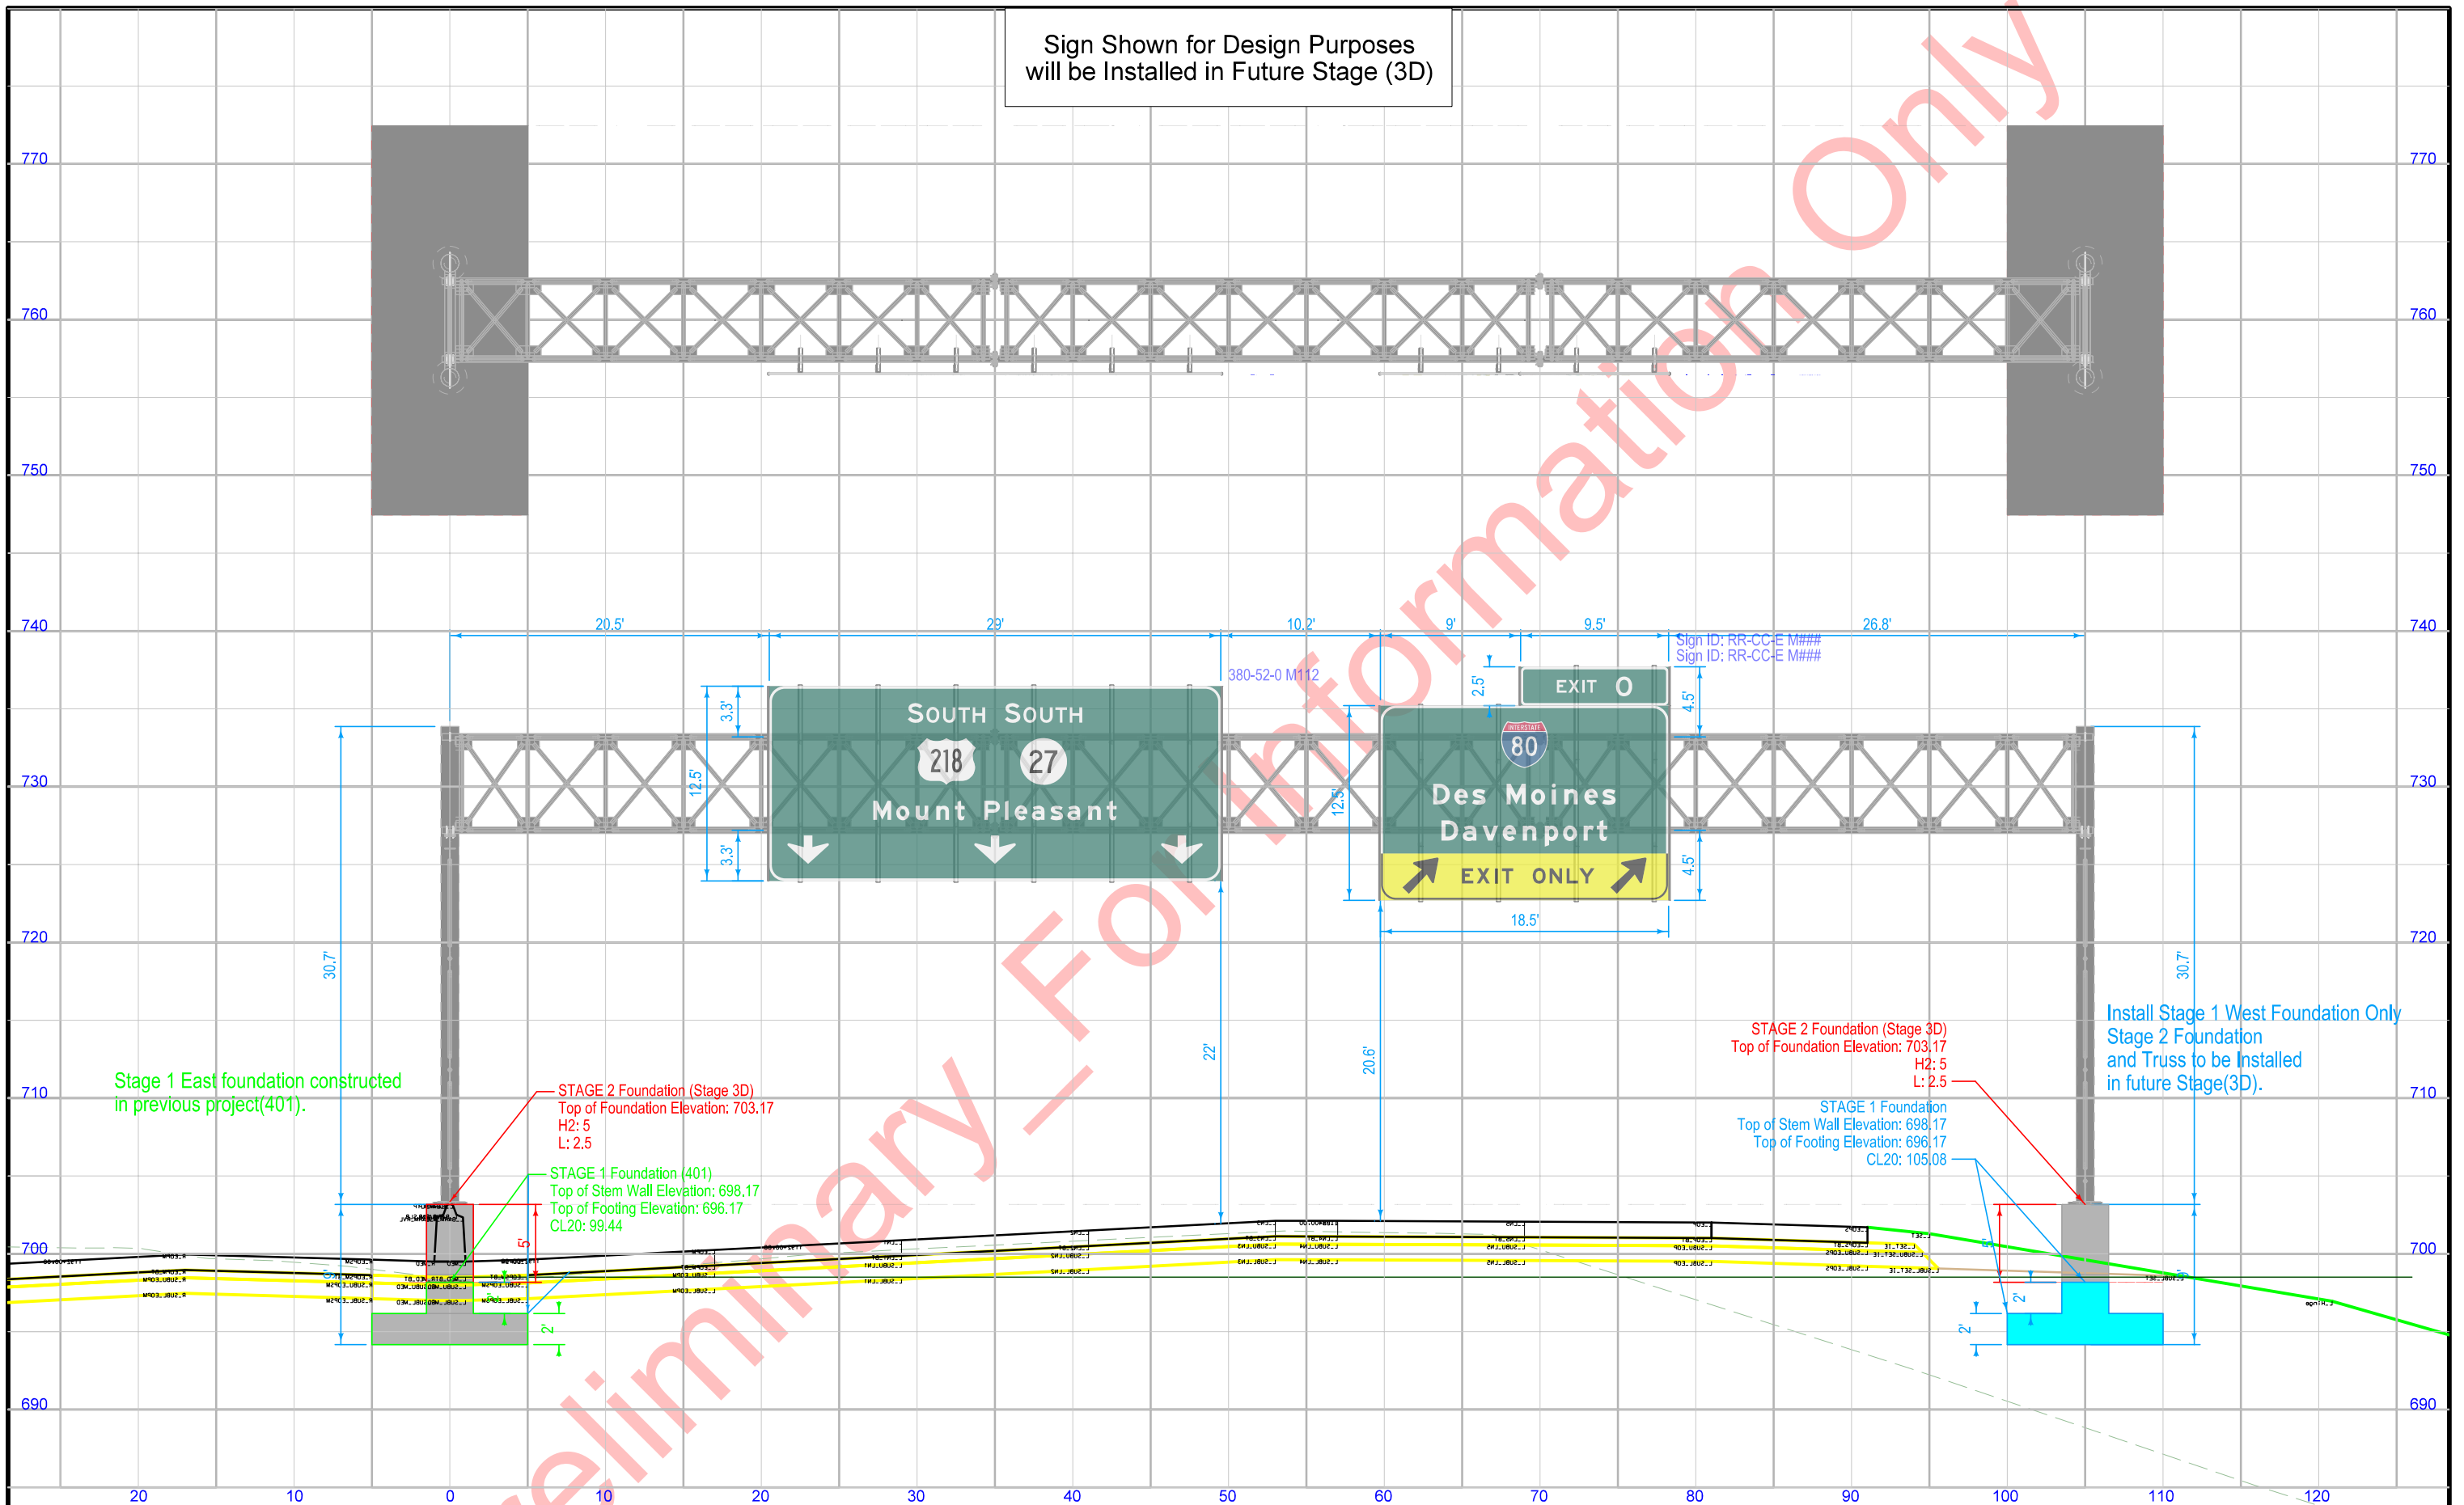 Sign Shown for Design Purposes
will be Installed in Future Stage (3D)
Preliminary_For Information Only
770
770
760
760
750
750
740
740
20.5'
29'
10.2'
9'
9.5'
26.8'
Sign ID: RR-CC-E M###
Sign ID: RR-CC-E M###
380-52-0 M112
2.5'
4.5'
3.3'
12.5'
3.3'
EXIT 0
SOUTH SOUTH
218
27
Mount Pleasant
INTERSTATE
80
Des Moines
Davenport
EXIT ONLY
12.5'
4.5'
18.5'
730
730
720
720
30.7'
30.7'
22'
20.6'
710
710
Stage 1 East foundation constructed
in previous project(401).
STAGE 2 Foundation (Stage 3D)
Top of Foundation Elevation: 703.17
H2: 5
L: 2.5
STAGE 1 Foundation (401)
Top of Stem Wall Elevation: 698.17
Top of Footing Elevation: 696.17
CL20: 99.44
STAGE 2 Foundation (Stage 3D)
Top of Foundation Elevation: 703.17
H2: 5
L: 2.5
STAGE 1 Foundation
Top of Stem Wall Elevation: 698.17
Top of Footing Elevation: 696.17
CL20: 105.08
Install Stage 1 West Foundation Only
Stage 2 Foundation
and Truss to be Installed
in future Stage(3D).
700
700
5'
2'
2'
2'
690
690
20
10
0
10
20
30
40
50
60
70
80
90
100
110
120